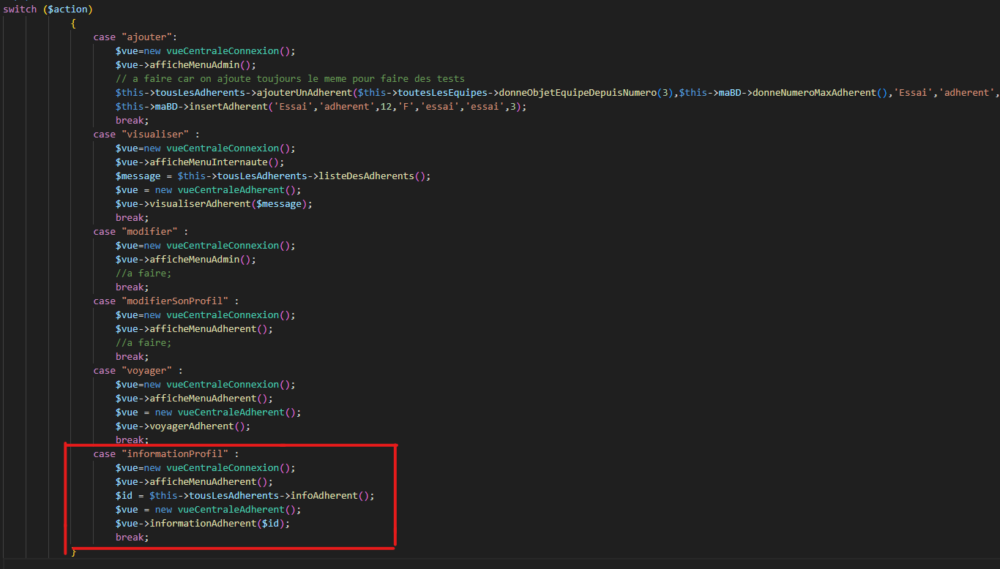 switch ($action)
{
case "ajouter":
$vue=new vueCentraleConnexion();
$vue->afficheMenuAdmin();
// a faire car on ajoute toujours le meme pour faire des tests
$this->tousLesAdherents->ajouterUnAdherent($this->toutesLesEquipes->donneObjetEquipeDepuisNumero(3),$this->maBD->donneNumeroMaxAdherent(),'Essai','adherent',
$this->maBD->insertAdherent('Essai','adherent',12,'F','essai','essai',3);
break;
case "visualiser" :
$vue=new vueCentraleConnexion();
$vue->afficheMenuInternaute();
$message = $this->tousLesAdherents->listeDesAdherents();
$vue = new vueCentraleAdherent();
$vue->visualiserAdherent($message);
break;
case "modifier" :
$vue=new vueCentraleConnexion();
$vue->afficheMenuAdmin();
//a faire;
break;
case "modifierSonProfil" :
$vue=new vueCentraleConnexion();
$vue->afficheMenuAdherent();
//a faire;
break;
case "voyager" :
$vue=new vueCentraleConnexion();
$vue->afficheMenuAdherent();
$vue = new vueCentraleAdherent();
$vue->voyagerAdherent();
break;
case "informationProfil" :
$vue=new vueCentraleConnexion();
$vue->afficheMenuAdherent();
$id = $this->tousLesAdherents->infoAdherent();
$vue = new vueCentraleAdherent();
$vue->informationAdherent($id);
break;
}